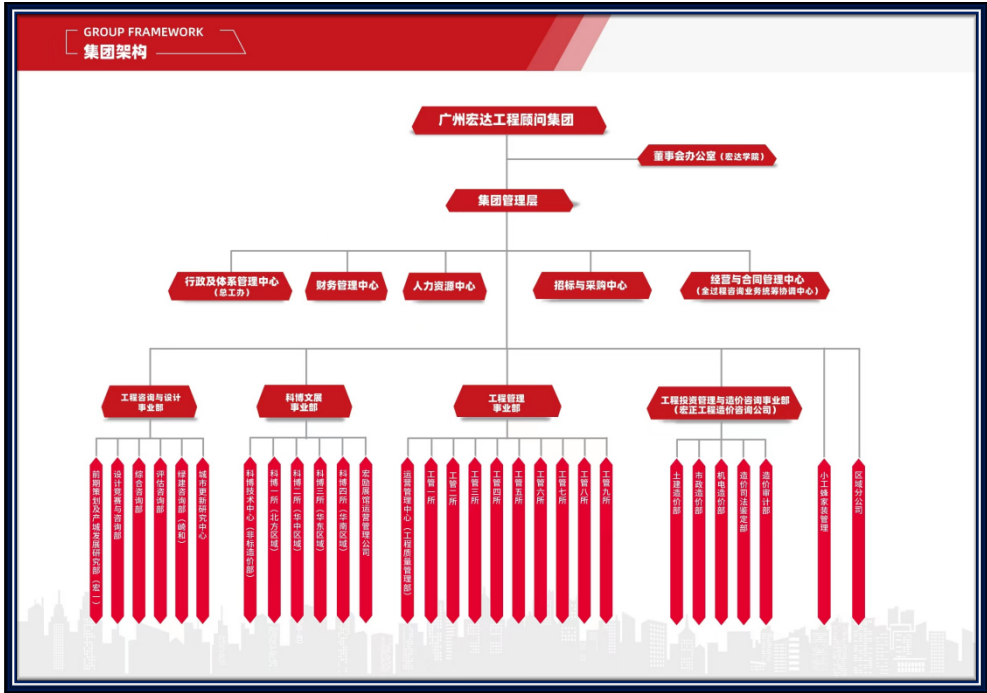 GROUP FRAMEWORK
集团架构
广州宏达工程顾问集团
董事会办公室（宏达学院）
集团管理层
行政及体系管理中心
（总工办）
财务管理中心
人力资源中心
招标与采购中心
经营与合同管理中心
（全过程咨询业务统筹协调中心）
工程咨询与设计
事业部
科博文展
事业部
工程管理
事业部
工程投资管理与造价咨询事业部
（宏正工程造价咨询公司）
前期策划及产城发展研究部（宏一）
设计竞赛与咨询部
综合咨询部
评估咨询部
绿建咨询部（崎和）
城市更新研究中心
科博技术中心（非标造价部）
科博一所（北方区域）
科博二所（华中区域）
科博三所（华东区域）
科博四所（华南区域）
宏励展馆运营管理公司
运营管理中心（工程质量管理部）
工管一所
工管二所
工管三所
工管四所
工管五所
工管六所
工管七所
工管八所
工管九所
土建造价部
市政造价部
机电造价部
造价司法鉴定部
造价审计部
小工蜂家装管理
区域分公司